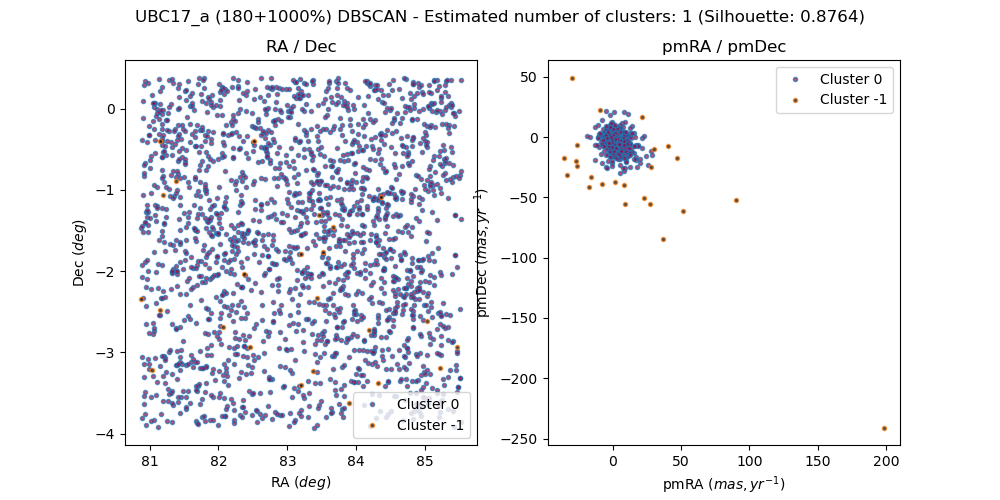 UBC17_a (180+1000%) DBSCAN - Estimated number of clusters: 1 (Silhouette: 0.8764)
RA / Dec
0
−1
−2
−3
−4
Dec (deg)
81
82
83
84
85
RA (deg)
Cluster 0
Cluster -1
pmRA / pmDec
50
0
−50
−100
−150
−200
−250
pmDec (mas, yr⁻¹)
0
50
100
150
200
pmRA (mas, yr⁻¹)
Cluster 0
Cluster -1